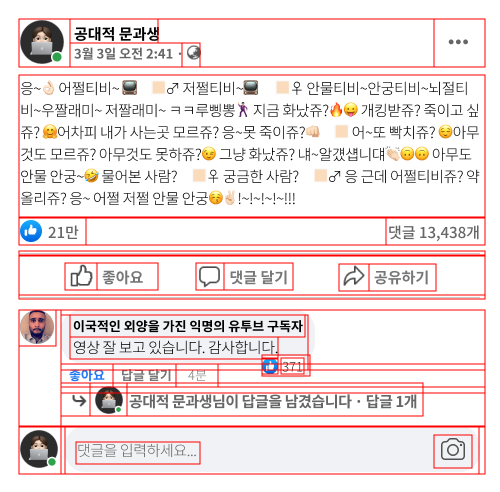 공대적 문과생
3월 3일 오전 2:41 ·
응~👌🏻 어쩔티비~📺 🏻‍♂ 저쩔티비~📺 🏻‍♀ 안물티비~안궁티비~뇌절티
비~우짤래미~ 저짤래미~ ㅋㅋ루삥뽕🕺 지금 화났쥬?🔥😛 개킹받쥬? 죽이고 싶
쥬? 🤗어차피 내가 사는곳 모르쥬? 응~못 죽이쥬?👊🏻 🏻 어~또 빡치쥬? 😌아무
것도 모르쥬? 아무것도 못하쥬?😉 그냥 화났쥬? 냬~알갰섑니댸👏🏻🙃🙃 아무도
안물 안궁~🤣 물어본 사람? 🏻‍♀ 궁금한 사람? 🏻‍♂ 응 근데 어쩔티비쥬? 약
올리쥬? 응~ 어쩔 저쩔 안물 안궁😚✌🏻!~!~!~!~!!!
21만 댓글 13,438개
좋아요 댓글 달기 공유하기
이국적인 외양을 가진 익명의 유투브 구독자
영상 잘 보고 있습니다. 감사합니다.
371
좋아요 답글 달기 4분
공대적 문과생님이 답글을 남겼습니다 · 답글 1개
댓글을 입력하세요...